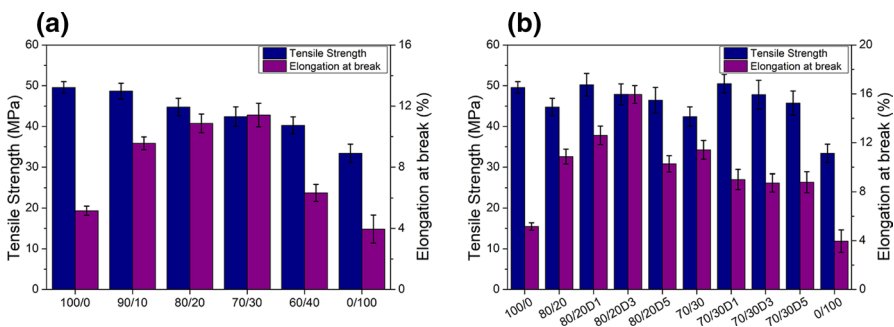 (a)
Tensile Strength
Elongation at break
60
50
40
30
20
10
0
Tensile Strength (MPa)
16
12
8
4
0
Elongation at break (%)
100/0 90/10 80/20 70/30 60/40 0/100
(b)
Tensile Strength
Elongation at break
60
50
40
30
20
10
0
Tensile Strength (MPa)
20
16
12
8
4
0
Elongation at break (%)
100/0 80/20 80/20D1 80/20D3 80/20D5 70/30 70/30D1 70/30D3 70/30D5 0/100